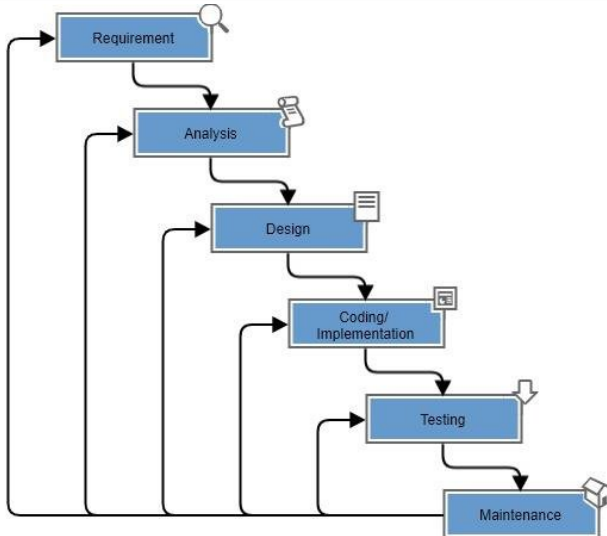 Requirement
Analysis
Design
Coding/
Implementation
Testing
Maintenance